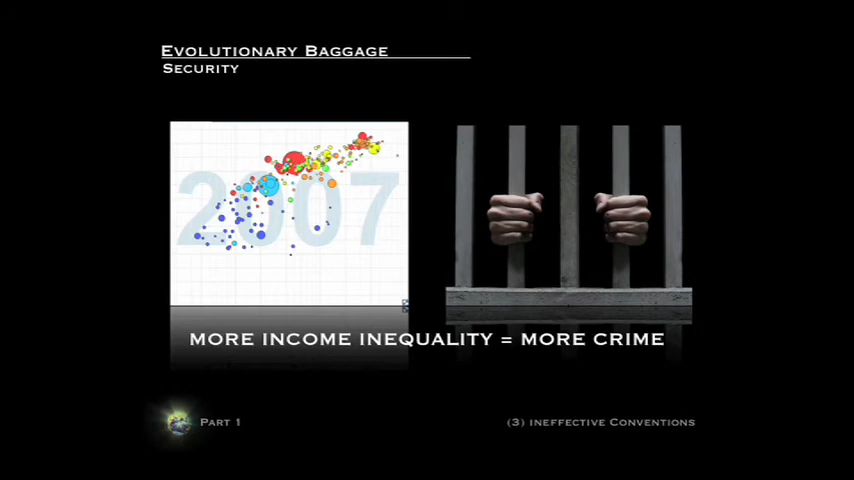 Evolutionary Baggage
Security
2007
MORE INCOME INEQUALITY = MORE CRIME
Part 1
(3) Ineffective Conventions